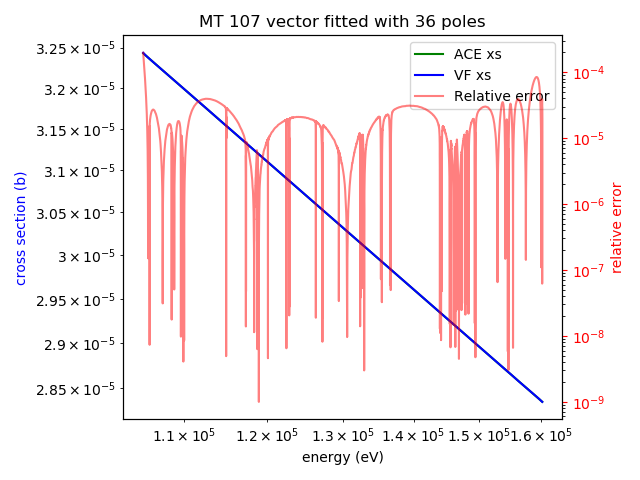 MT 107 vector fitted with 36 poles
ACE xs
VF xs
Relative error
cross section (b)
3.25 × 10⁻⁵
3.2 × 10⁻⁵
3.15 × 10⁻⁵
3.1 × 10⁻⁵
3.05 × 10⁻⁵
3 × 10⁻⁵
2.95 × 10⁻⁵
2.9 × 10⁻⁵
2.85 × 10⁻⁵
10⁻⁴
10⁻⁵
10⁻⁶
10⁻⁷
10⁻⁸
10⁻⁹
relative error
1.1 × 10⁵ 1.2 × 10⁵ 1.3 × 10⁵ 1.4 × 10⁵ 1.5 × 10⁵ 1.6 × 10⁵
energy (eV)